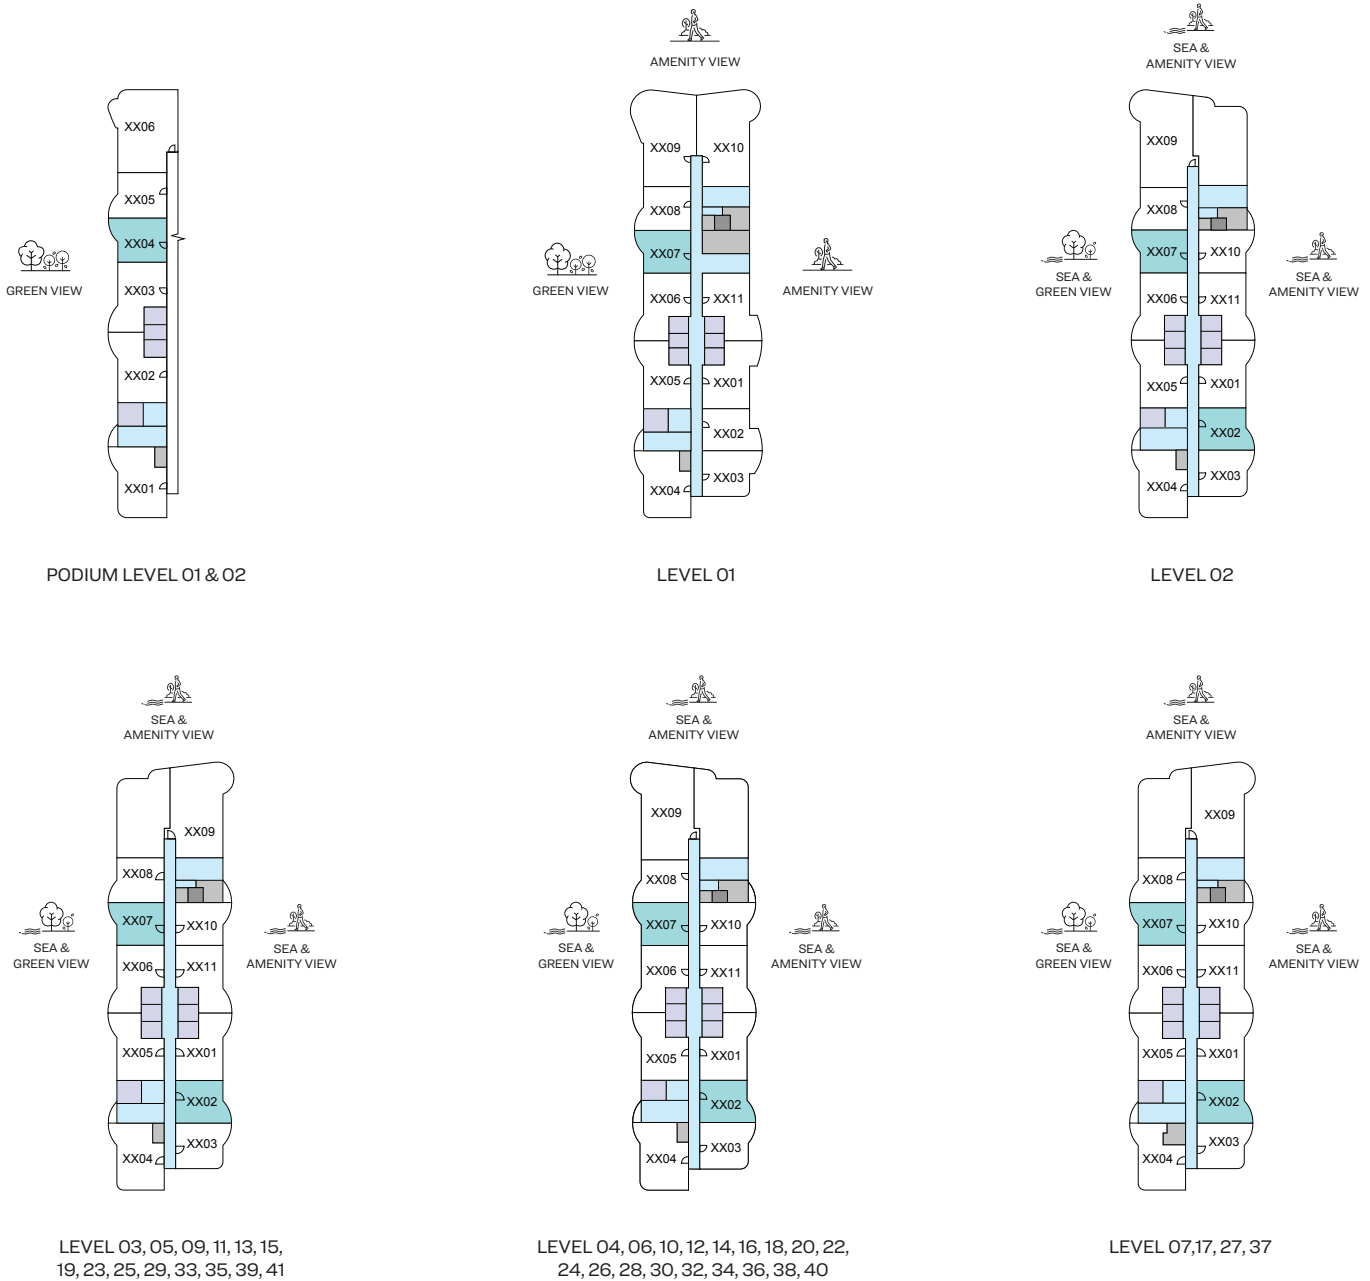 AMENITY VIEW
SEA &
AMENITY VIEW
XX06
XX05
XX04
XX03
XX02
XX01
GREEN VIEW
PODIUM LEVEL 01 & 02
XX09
XX10
XX08
XX07
XX06
XX11
XX05
XX01
XX02
XX04
XX03
GREEN VIEW
AMENITY VIEW
LEVEL 01
XX09
XX08
XX07
XX10
XX06
XX11
XX05
XX01
XX02
XX04
XX03
SEA &
GREEN VIEW
SEA &
AMENITY VIEW
LEVEL 02
SEA &
AMENITY VIEW
XX09
XX08
XX07
XX10
XX06
XX11
XX05
XX01
XX02
XX03
XX04
SEA &
GREEN VIEW
SEA &
AMENITY VIEW
LEVEL 03, 05, 09, 11, 13, 15,
19, 23, 25, 29, 33, 35, 39, 41
SEA &
AMENITY VIEW
XX09
XX08
XX07
XX10
XX06
XX11
XX05
XX01
XX02
XX04
XX03
SEA &
GREEN VIEW
SEA &
AMENITY VIEW
LEVEL 04, 06, 10, 12, 14, 16, 18, 20, 22,
24, 26, 28, 30, 32, 34, 36, 38, 40
SEA &
AMENITY VIEW
XX09
XX08
XX07
XX10
XX06
XX11
XX05
XX01
XX02
XX03
XX04
SEA &
GREEN VIEW
SEA &
AMENITY VIEW
LEVEL 07,17, 27, 37